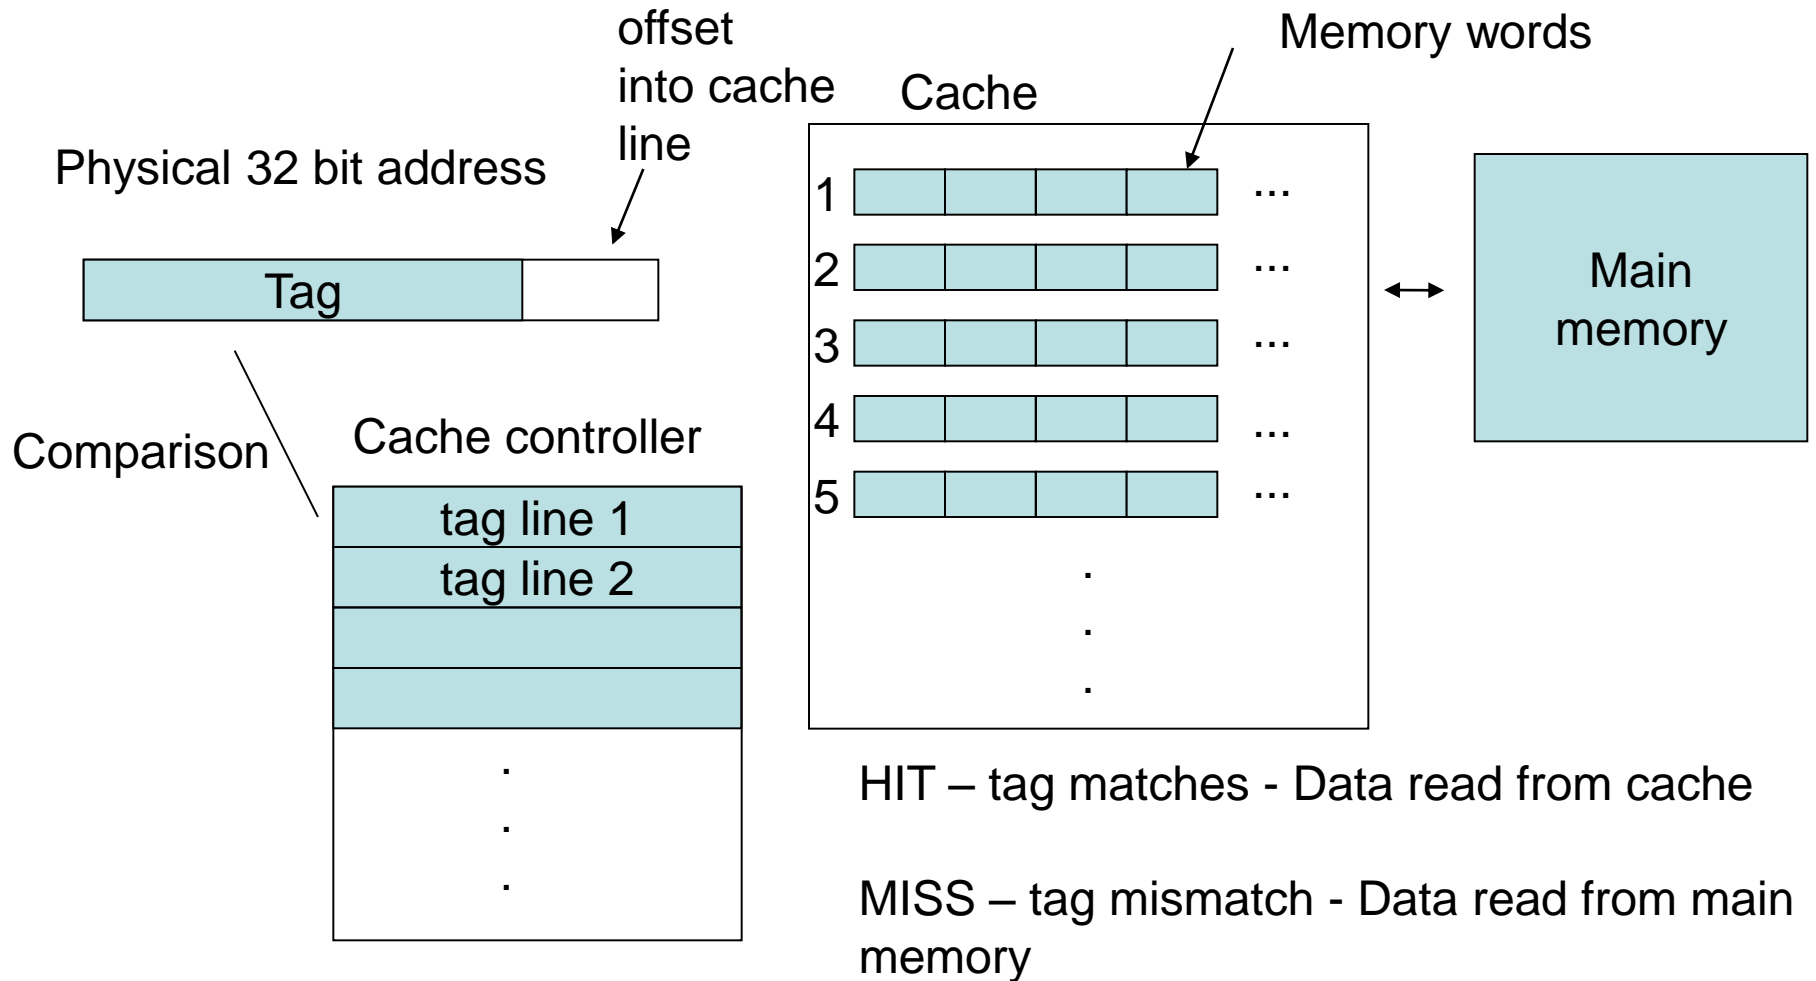 offset
into cache
line
Memory words
Cache
Physical 32 bit address
Tag
1
...
2
...
3
...
4
...
5
...
.
.
.
Main
memory
Comparison
Cache controller
tag line 1
tag line 2
.
.
.
HIT – tag matches - Data read from cache
MISS – tag mismatch - Data read from main
memory